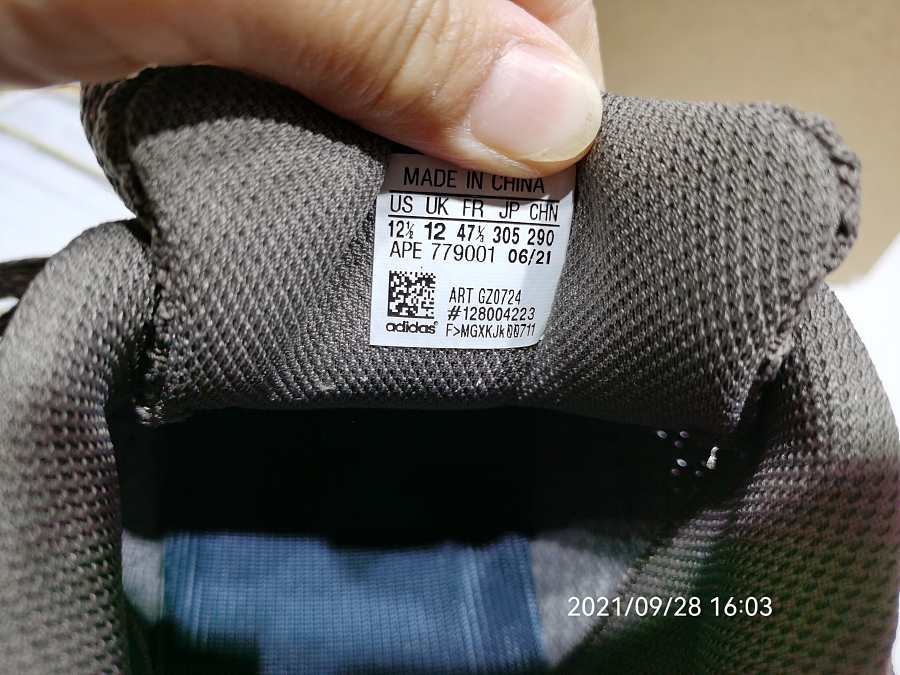 MADE IN CHINA
US UK FR JP CHN
12½ 12 47⅓ 305 290
APE 779001 06/21
ART GZ0724
#128004223
adidas
2021/09/28 16:03